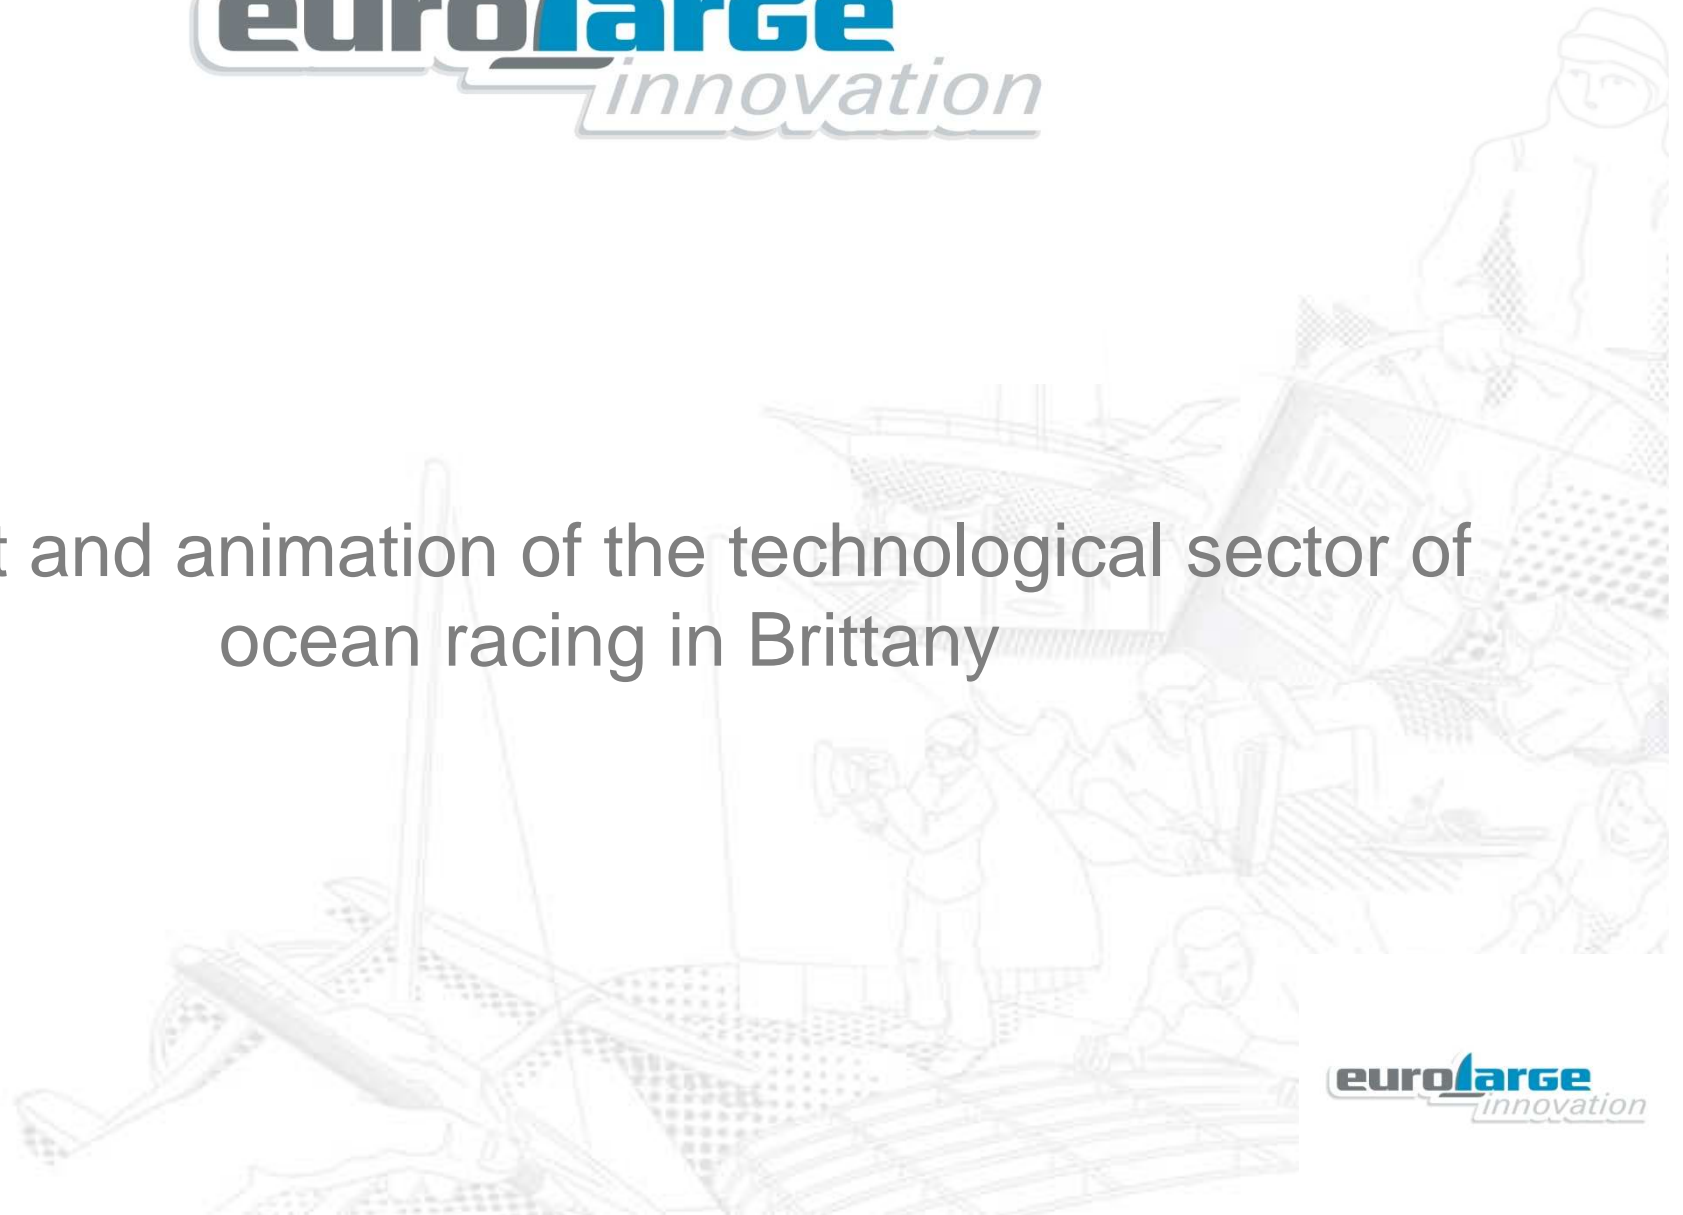 eurolarge
innovation
t and animation of the technological sector of
ocean racing in Brittany
eurolarge
innovation